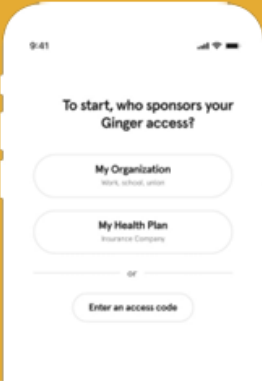 9:41
To start, who sponsors your
Ginger access?
My Organization
Work, school, union
My Health Plan
Insurance Company
or
Enter an access code